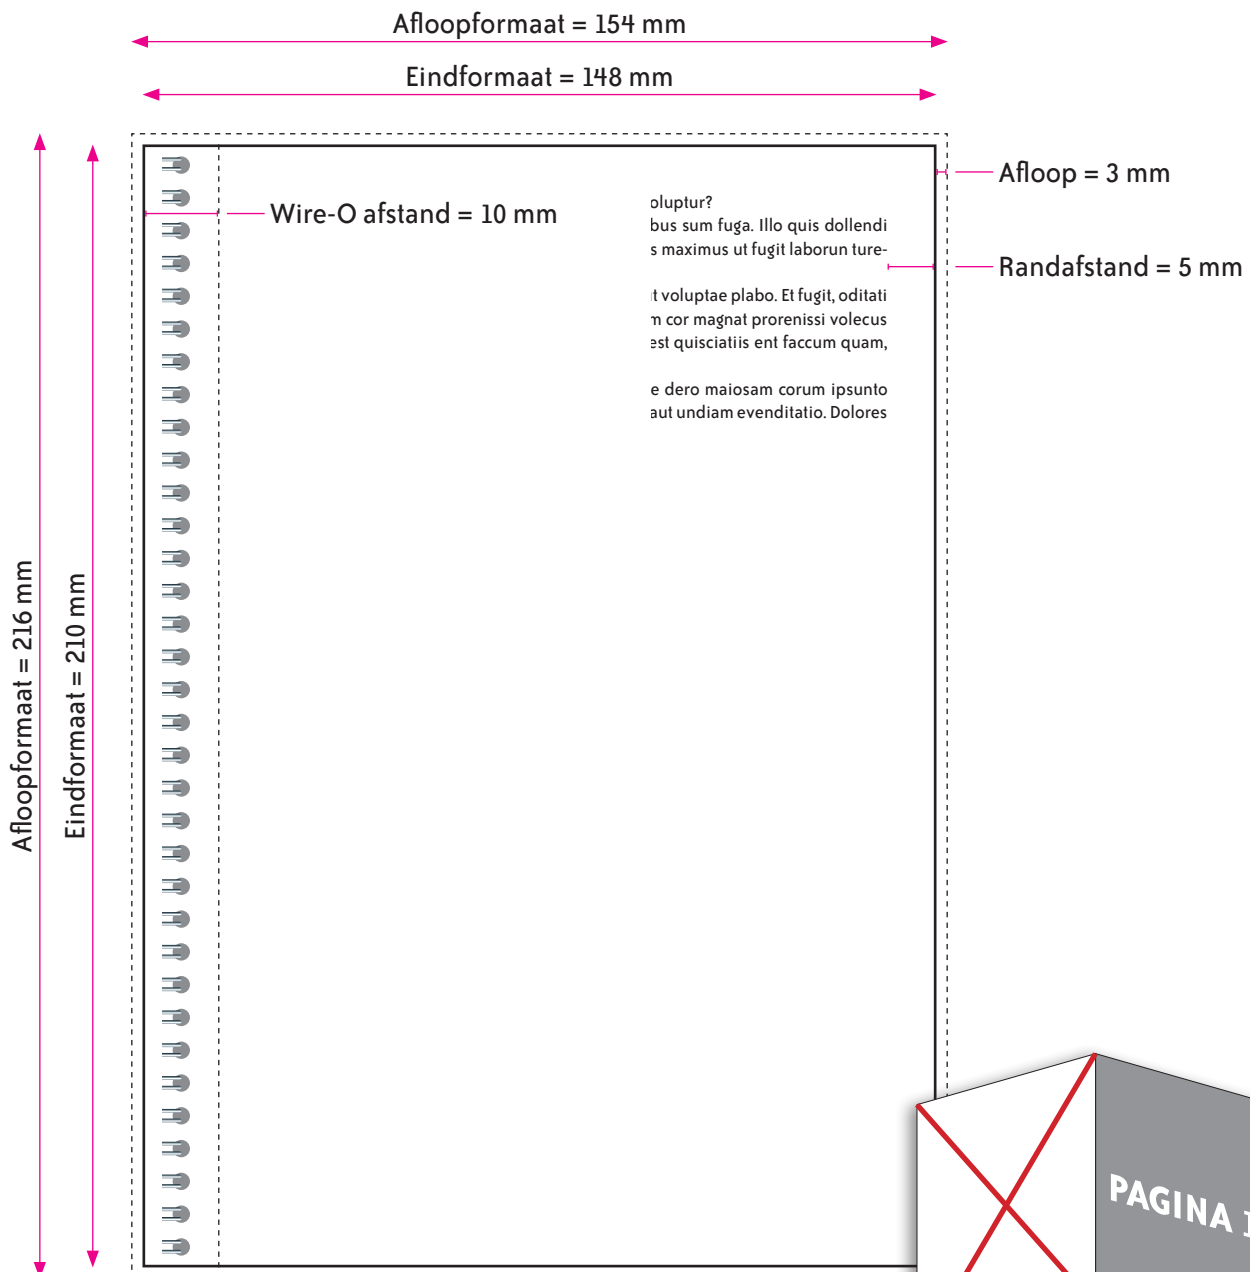 Afloopformaat = 154 mm
Eindformaat = 148 mm
Afloop = 3 mm
Wire-O afstand = 10 mm
Randafstand = 5 mm
oluptur?
bus sum fuga. Illo quis dollendi
s maximus ut fugit laborun ture-
t voluptae plabo. Et fugit, oditati
m cor magnat prorenissi volecus
est quisciatiis ent faccum quam,
e dero maiosam corum ipsunto
aut undiam evenditatio. Dolores
Afloopformaat = 216 mm
Eindformaat = 210 mm
PAGINA 1